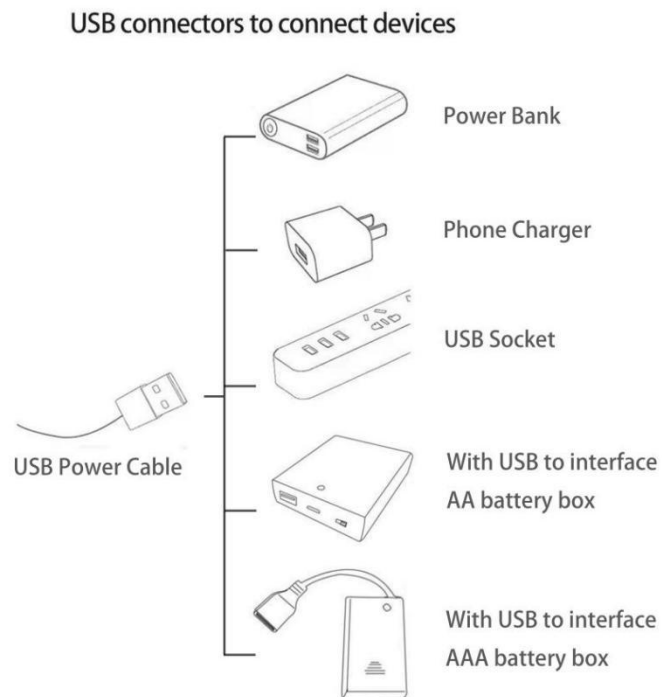 USB connectors to connect devices
Power Bank
Phone Charger
USB Socket
USB Power Cable
With USB to interface
AA battery box
With USB to interface
AAA battery box